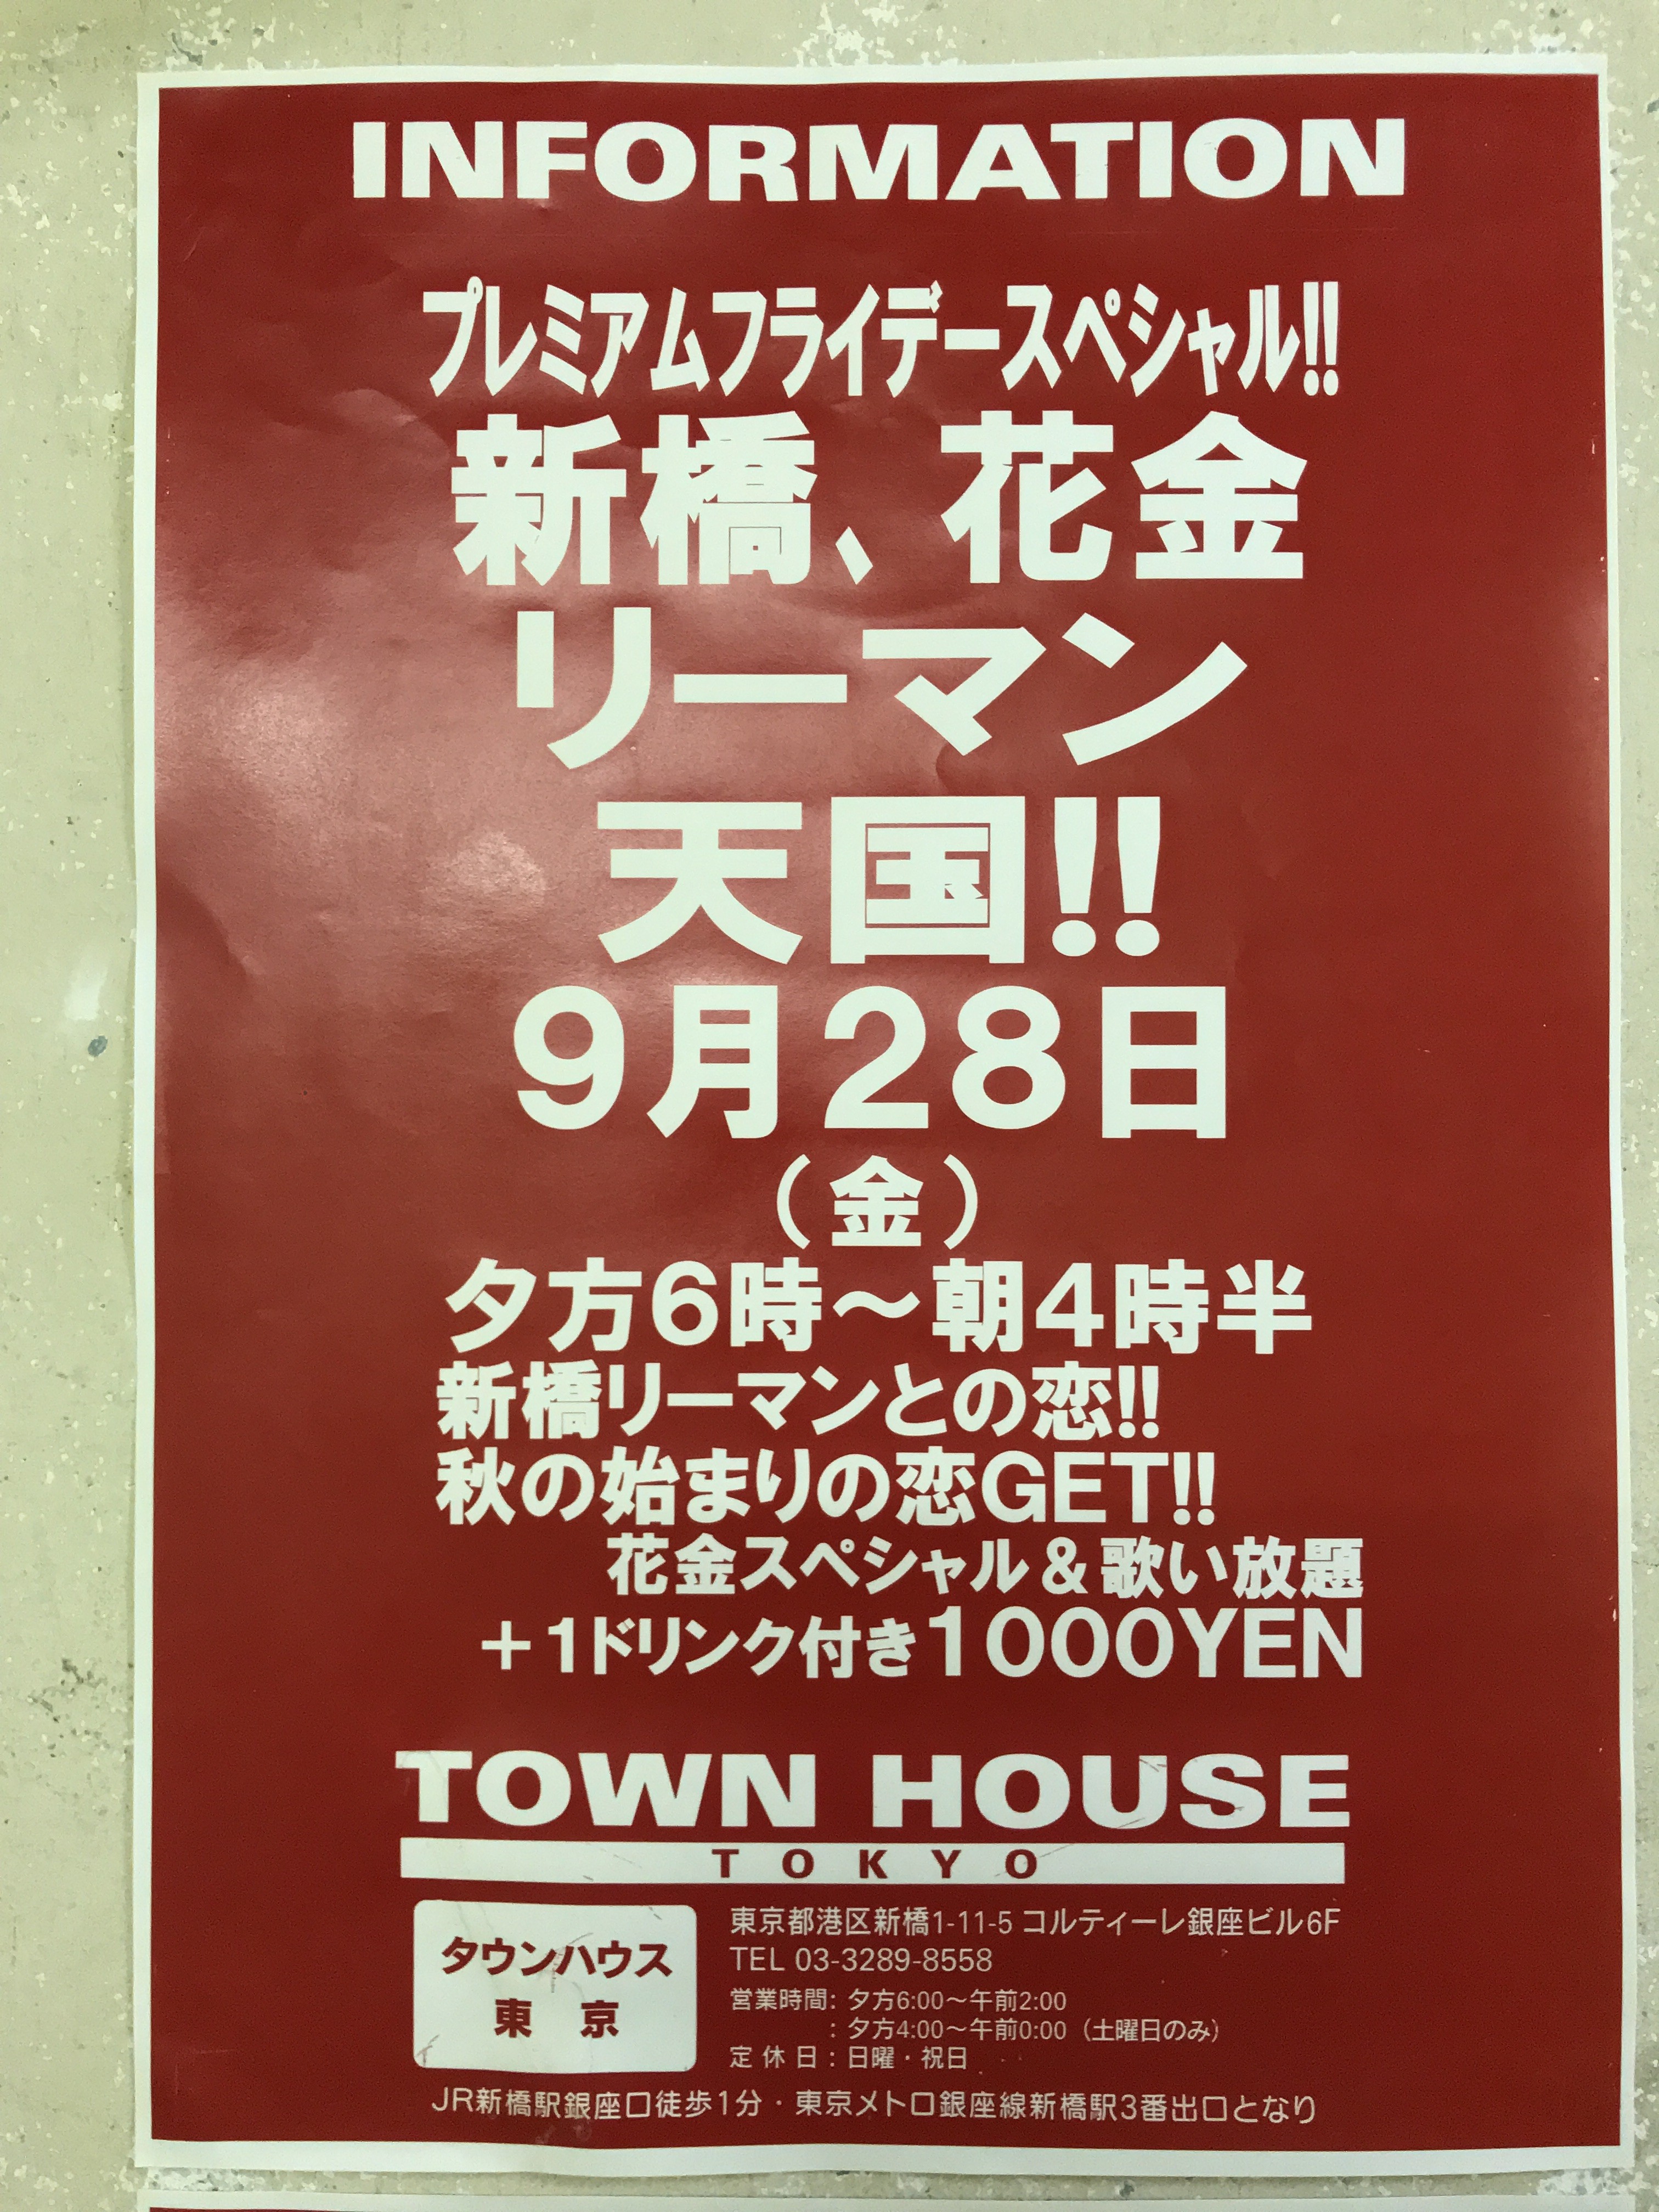 INFORMATION
プレミアムフライデースペシャル!!
新橋、花金
リーマン
天国!!
9月28日
（金）
夕方6時〜朝4時半
新橋リーマンとの恋!!
秋の始まりの恋GET!!
花金スペシャル＆歌い放題
＋1ドリンク付き1000YEN
TOWN HOUSE
TOKYO
タウンハウス
東京
東京都港区新橋1-11-5 コルティーレ銀座ビル6F
TEL 03-3289-8558
営業時間: 夕方6:00〜午前2:00
: 夕方4:00〜午前0:00（土曜日のみ）
定休日: 日曜・祝日
JR新橋駅銀座口徒歩1分・東京メトロ銀座線新橋駅3番出口となり